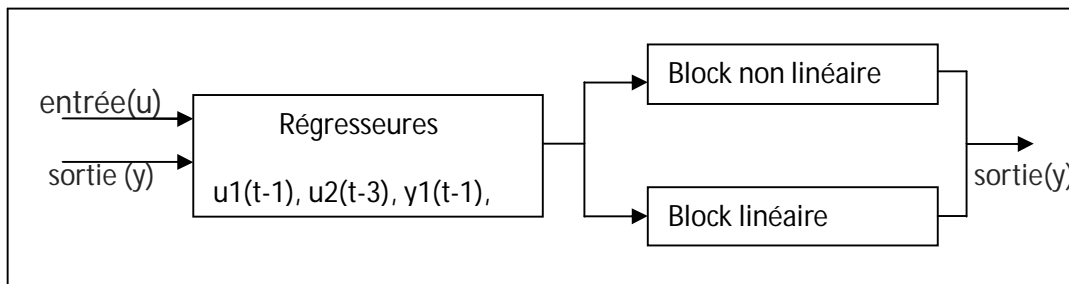 entrée(u)
sortie (y)
Régresseures
u1(t-1), u2(t-3), y1(t-1),
Block non linéaire
Block linéaire
sortie(y)